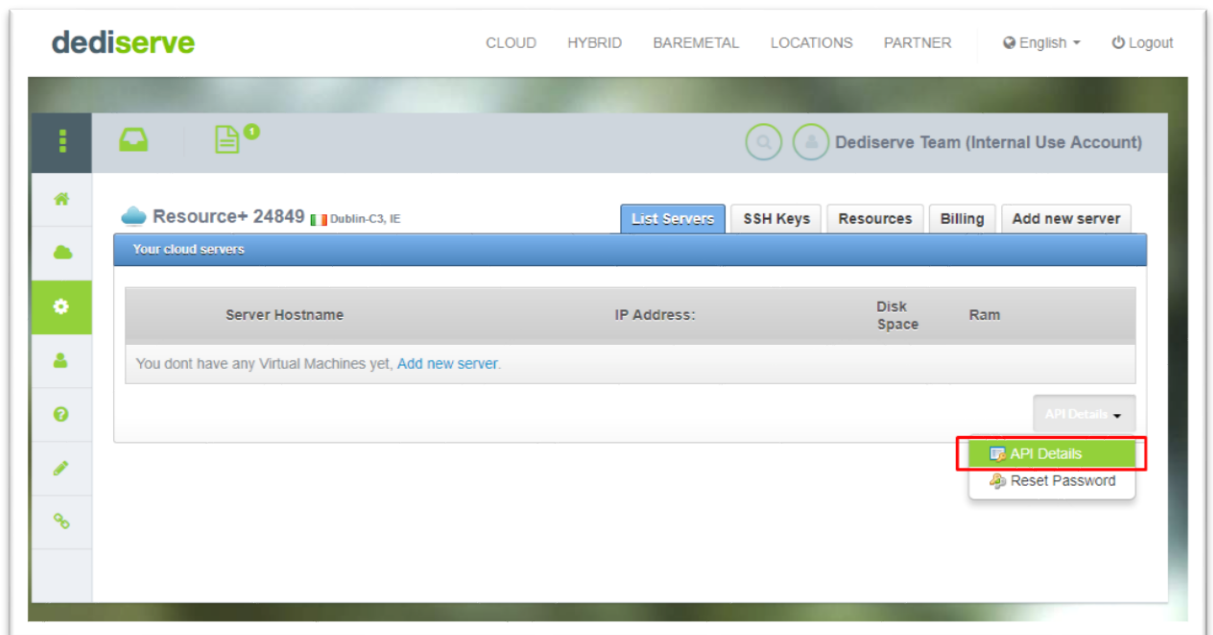 dediserve
CLOUD HYBRID BAREMETAL LOCATIONS PARTNER English Logout
1
Dediserve Team (Internal Use Account)
Resource+ 24849 Dublin-C3, IE
List Servers SSH Keys Resources Billing Add new server
Your cloud servers
Server Hostname IP Address: Disk Space Ram
You dont have any Virtual Machines yet, Add new server.
API Details
API Details
Reset Password